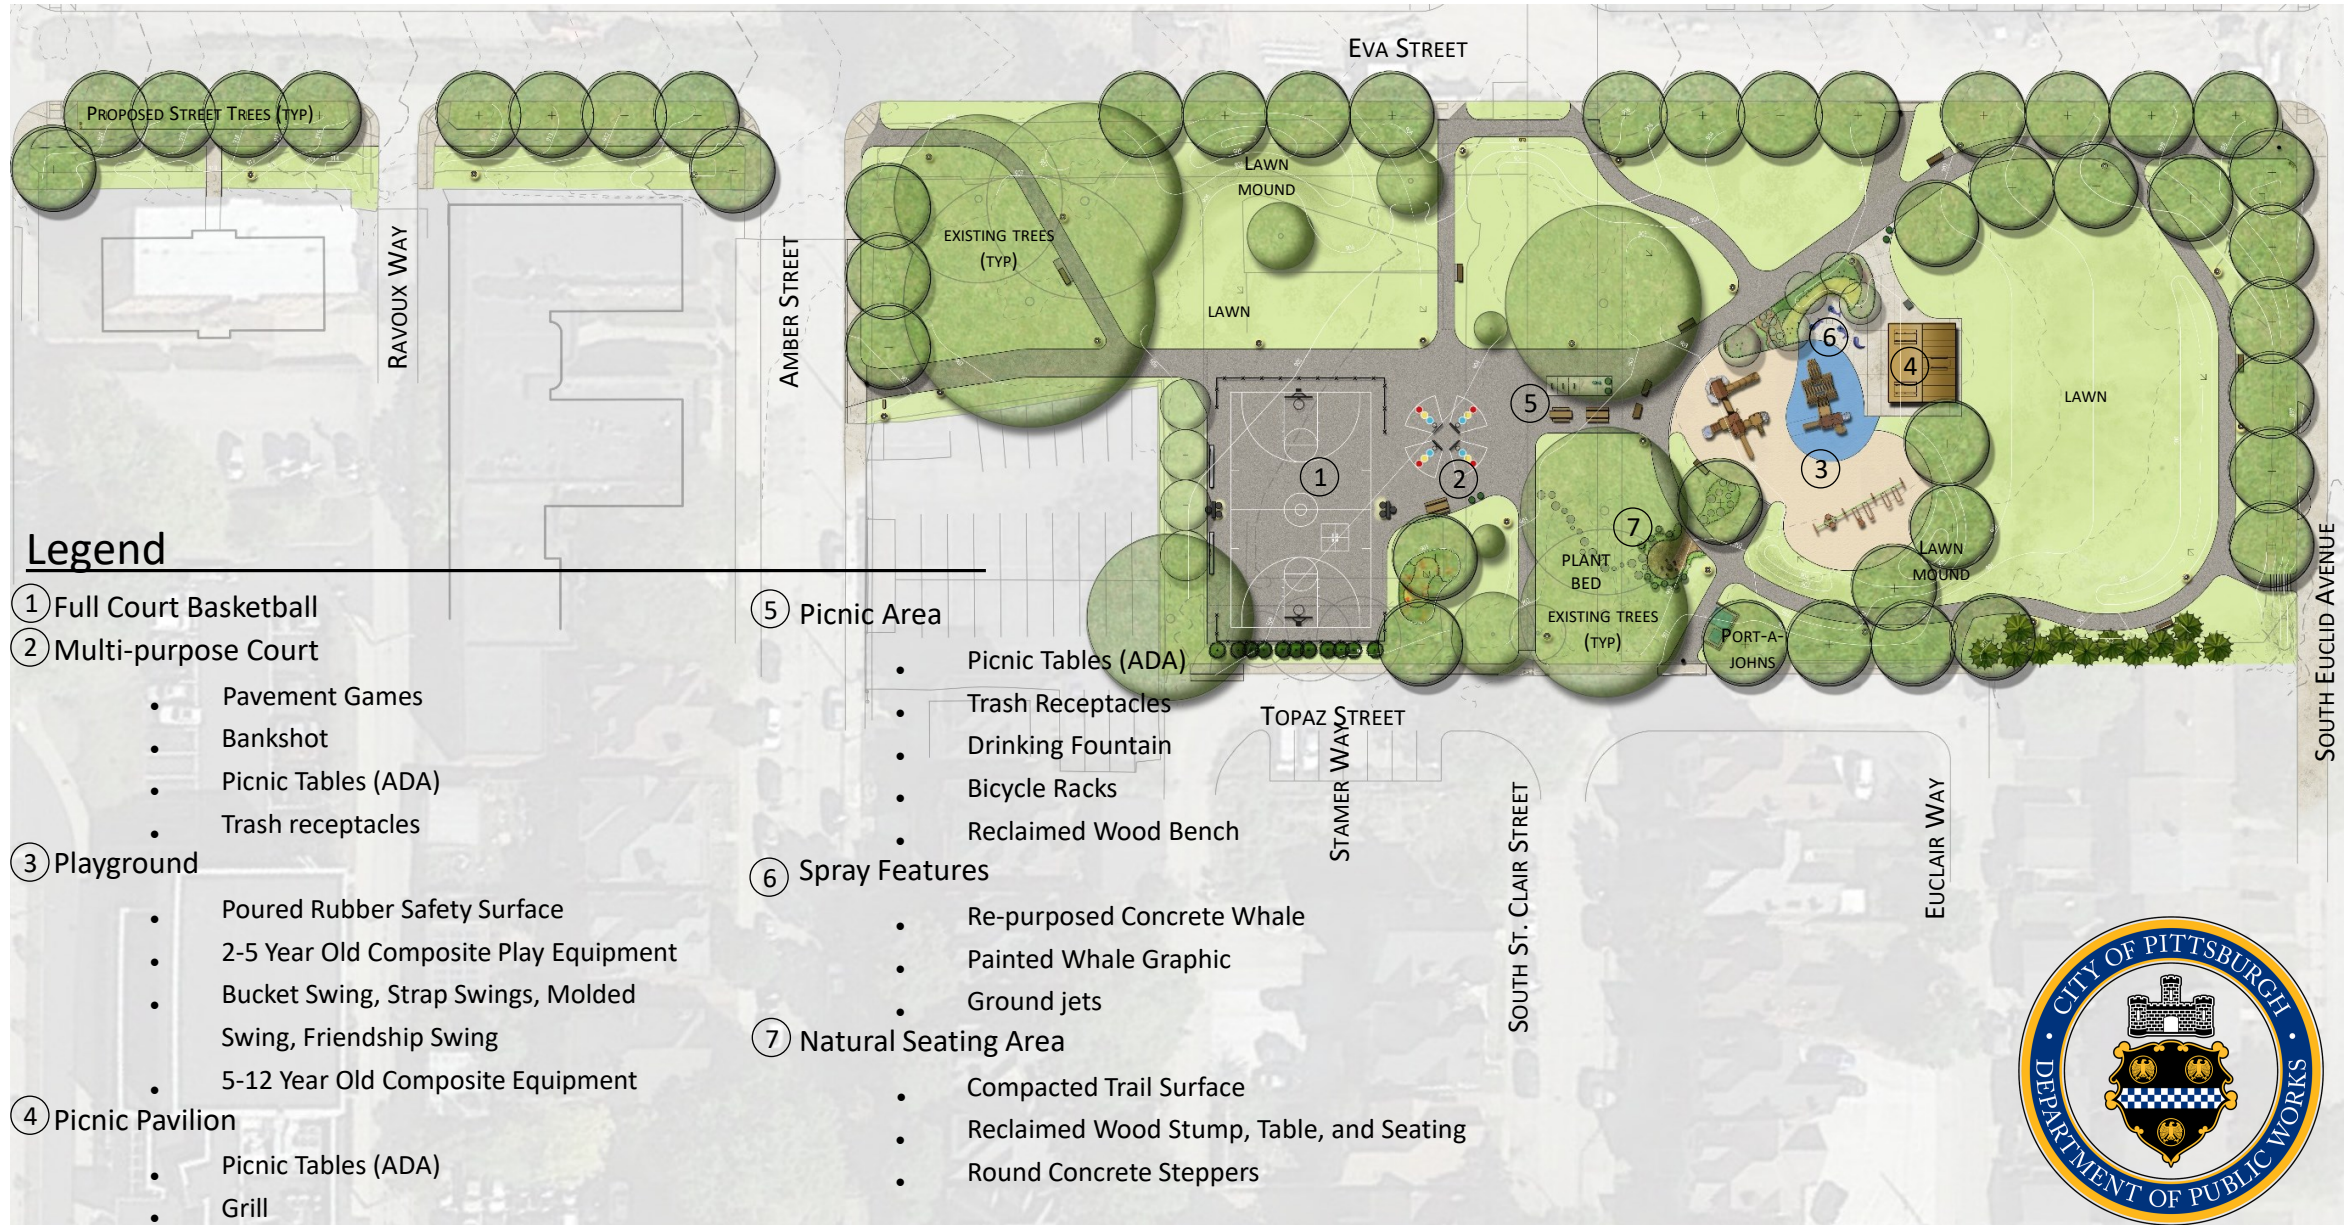 EVA STREET
PROPOSED STREET TREES (TYP)
LAWN
MOUND
EXISTING TREES
(TYP)
LAWN
RAVOUX WAY
AMBER STREET
6
4
5
LAWN
1
2
3
7
PLANT
BED
LAWN
MOUND
EXISTING TREES
(TYP)
PORT-A-
JOHNS
SOUTH EUCLID AVENUE
TOPAZ STREET
STAMER WAY
SOUTH ST. CLAIR STREET
EUCLAIR WAY
Legend
1 Full Court Basketball
2 Multi-purpose Court
• Pavement Games
• Bankshot
• Picnic Tables (ADA)
• Trash receptacles
3 Playground
• Poured Rubber Safety Surface
• 2-5 Year Old Composite Play Equipment
• Bucket Swing, Strap Swings, Molded
Swing, Friendship Swing
• 5-12 Year Old Composite Equipment
4 Picnic Pavilion
• Picnic Tables (ADA)
• Grill
5 Picnic Area
• Picnic Tables (ADA)
• Trash Receptacles
• Drinking Fountain
• Bicycle Racks
• Reclaimed Wood Bench
6 Spray Features
• Re-purposed Concrete Whale
• Painted Whale Graphic
• Ground jets
7 Natural Seating Area
• Compacted Trail Surface
• Reclaimed Wood Stump, Table, and Seating
• Round Concrete Steppers
CITY OF PITTSBURGH
DEPARTMENT OF PUBLIC WORKS